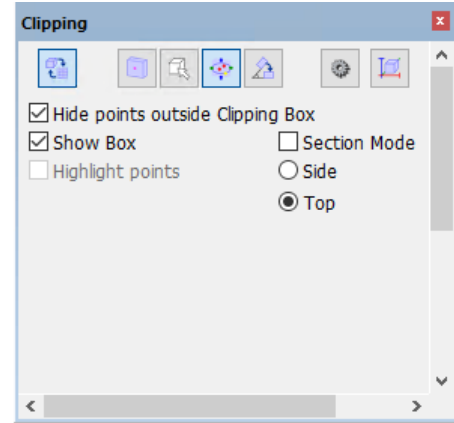 Clipping
Hide points outside Clipping Box
Show Box
Section Mode
Highlight points
Side
Top